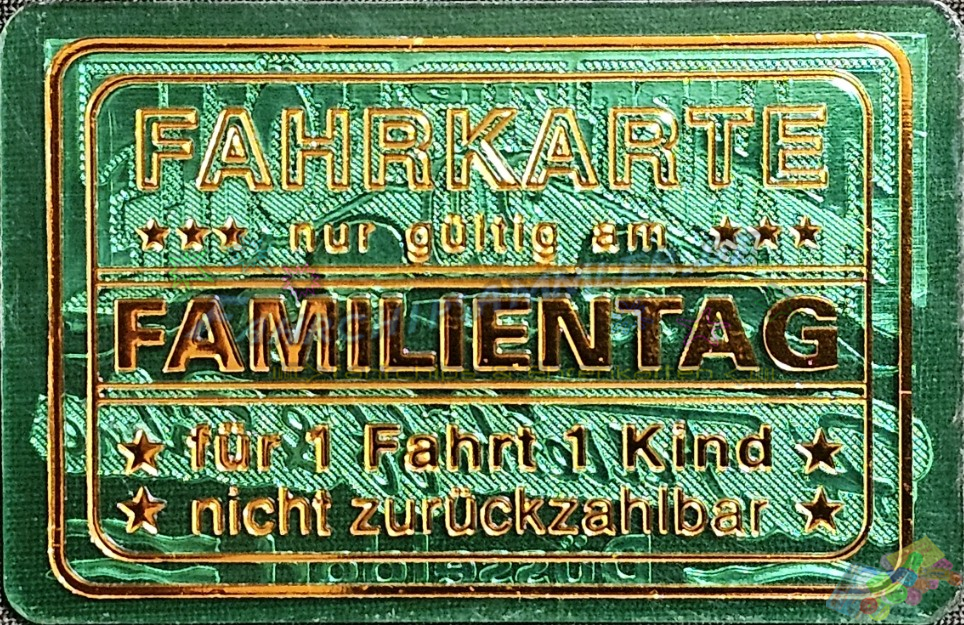 FAHRKARTE
nur gültig am
FAMILIENTAG
für 1 Fahrt 1 Kind
nicht zurückzahlbar